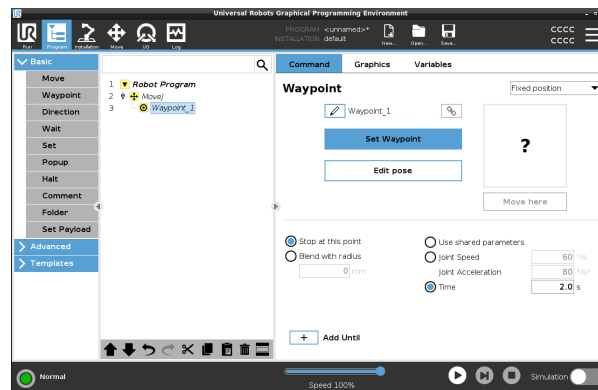 Universal Robots Graphical Programming Environment
Run
Program
Installation
Move
I/O
Log
PROGRAM <unnamed>*
INSTALLATION default
New...
Open...
Save...
CCCC
CCCC
Basic
Move
Waypoint
Direction
Wait
Set
Popup
Halt
Comment
Folder
Set Payload
Advanced
Templates
1 Robot Program
2 MoveJ
3 Waypoint_1
Command Graphics Variables
Waypoint
Fixed position
Waypoint_1
Set Waypoint
Edit pose
?
Move here
Stop at this point
Blend with radius
0 mm
Use shared parameters
Joint Speed 60 °/s
Joint Acceleration 80 °/s²
Time 2.0 s
+ Add Until
Normal
Speed 100%
Simulation